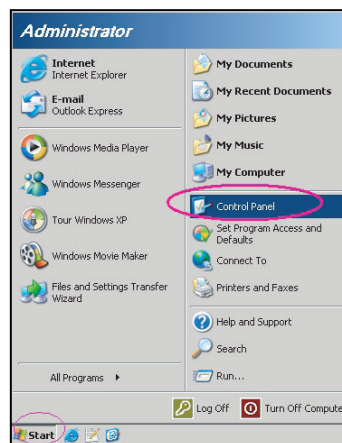 Administrator
Internet
Internet Explorer
E-mail
Outlook Express
Windows Media Player
Windows Messenger
Tour Windows XP
Windows Movie Maker
Files and Settings Transfer
Wizard
All Programs
My Documents
My Recent Documents
My Pictures
My Music
My Computer
Control Panel
Set Program Access and
Defaults
Connect To
Printers and Faxes
Help and Support
Search
Run...
Log Off
Turn Off Compute
Start